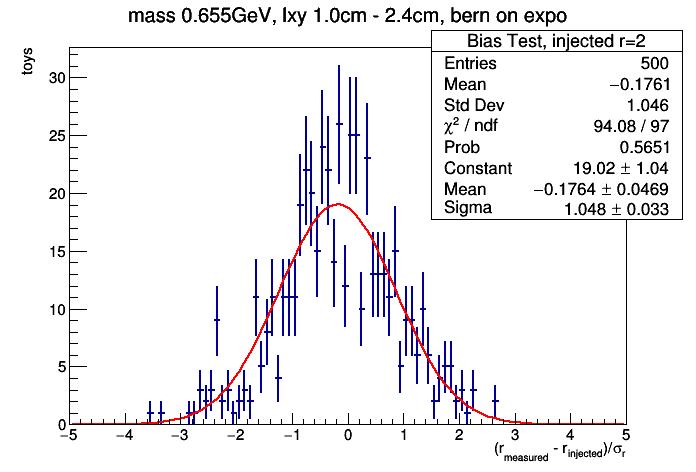 mass 0.655GeV, lxy 1.0cm - 2.4cm, bern on expo
Bias Test, injected r=2
Entries 500
Mean −0.1761
Std Dev 1.046
χ² / ndf 94.08 / 97
Prob 0.5651
Constant 19.02 ± 1.04
Mean −0.1764 ± 0.0469
Sigma 1.048 ± 0.033
toys
30
25
20
15
10
5
0
−5 −4 −3 −2 −1 0 1 2 3 4 5
(r_measured - r_injected)/σ_r